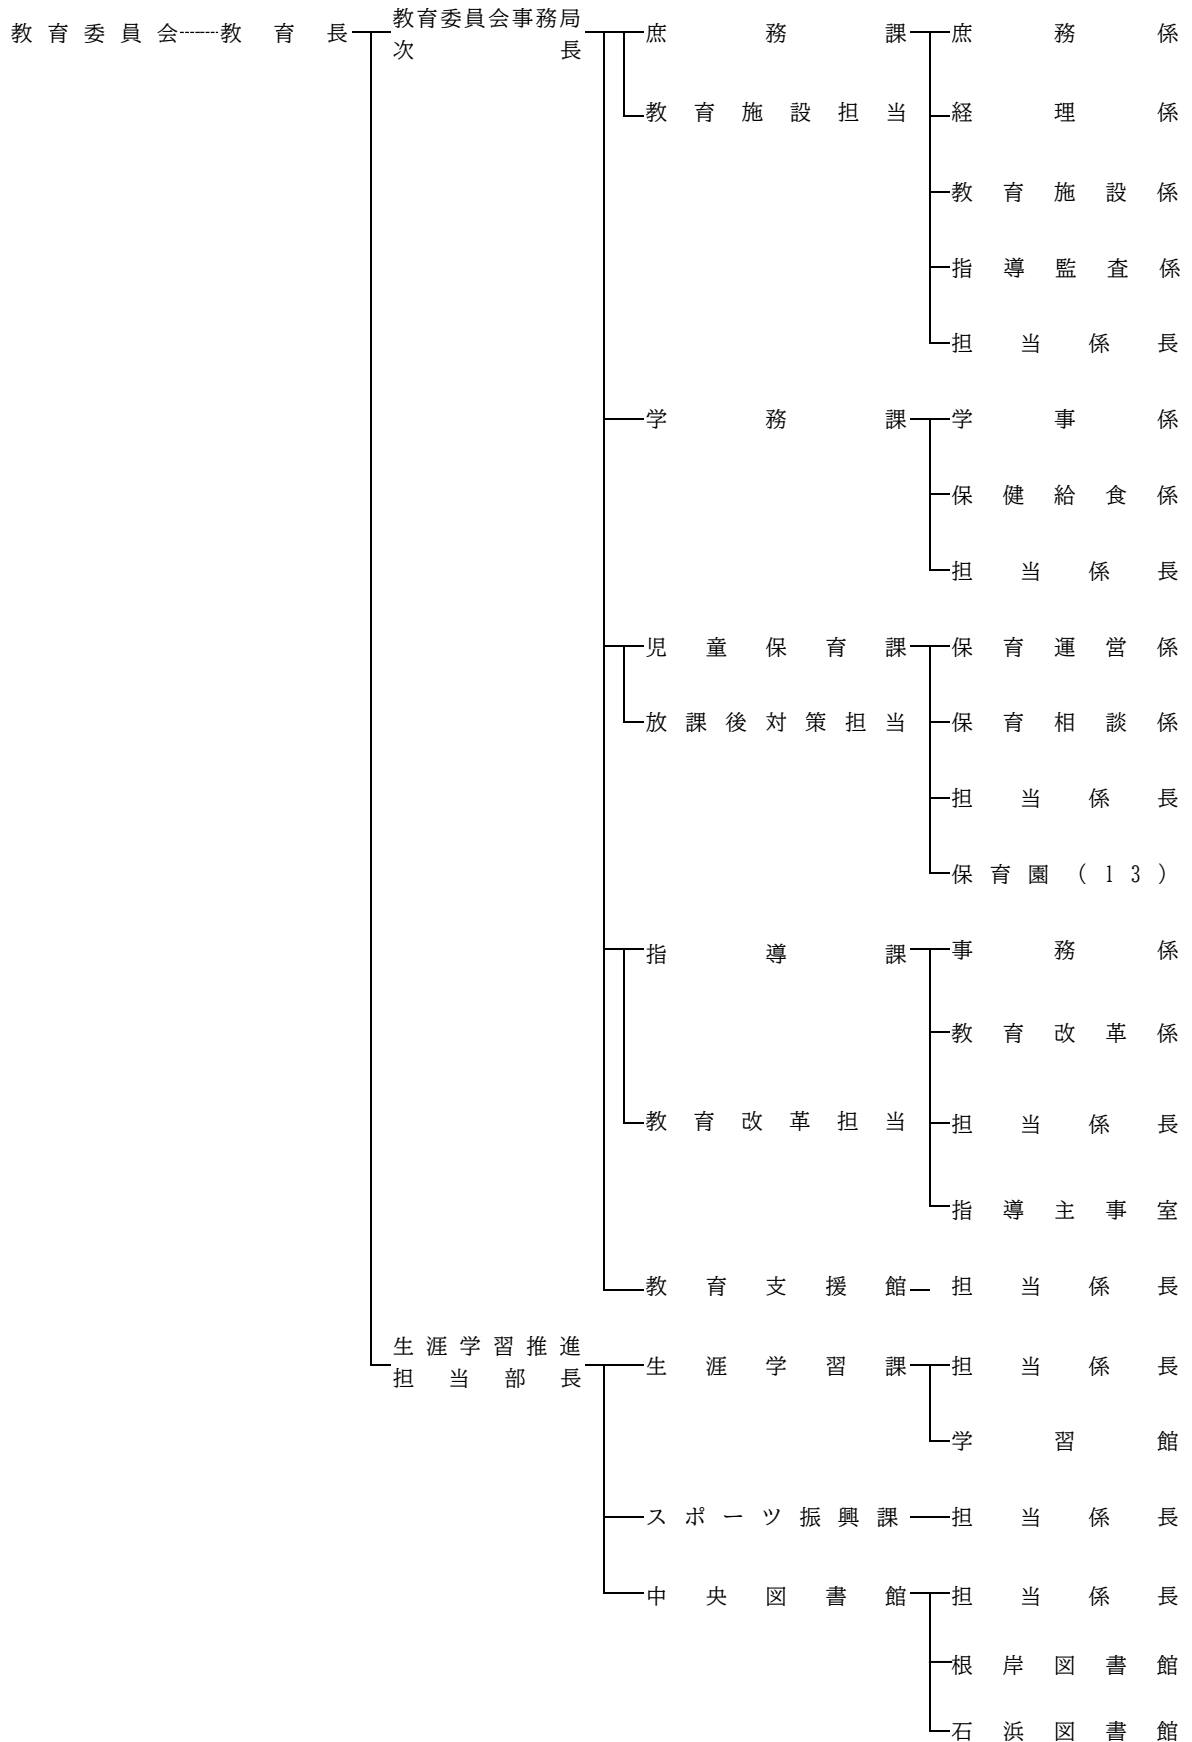 教育委員会 教育長 教育委員会事務局 庶務課 庶務係
次長
教育施設担当 経理係
教育施設係
指導監査係
担当係長
学務課 学事係
保健給食係
担当係長
児童保育課 保育運営係
放課後対策担当 保育相談係
担当係長
保育園(13)
指導課 事務係
教育改革係
教育改革担当 担当係長
指導主事室
教育支援館 担当係長
生涯学習推進
担当部長
生涯学習課 担当係長
学習館
スポーツ振興課 担当係長
中央図書館 担当係長
根岸図書館
石浜図書館